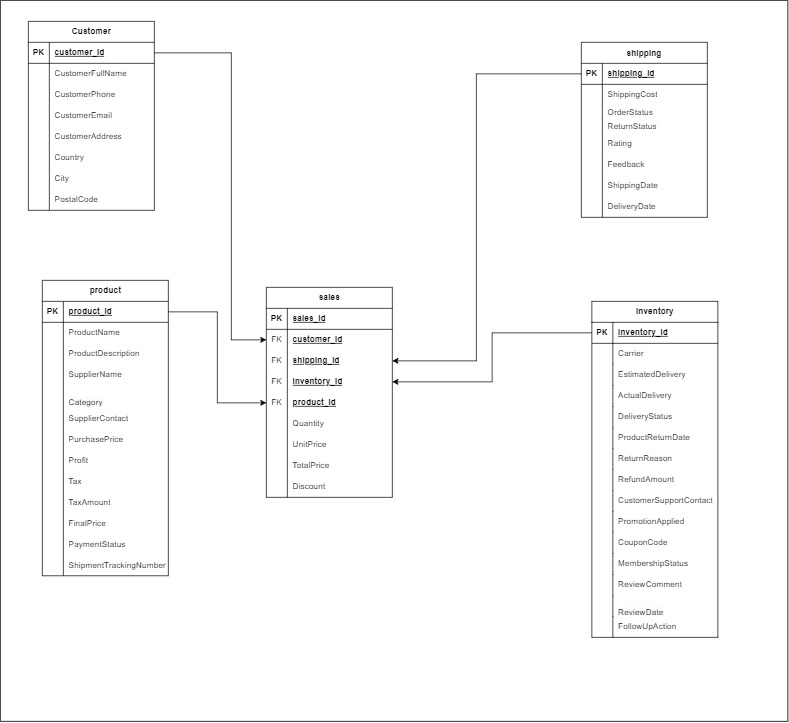 Customer
PK customer_id
CustomerFullName
CustomerPhone
CustomerEmail
CustomerAddress
Country
City
PostalCode
shipping
PK shipping_id
ShippingCost
OrderStatus
ReturnStatus
Rating
Feedback
ShippingDate
DeliveryDate
product
PK product_id
ProductName
ProductDescription
SupplierName
Category
SupplierContact
PurchasePrice
Profit
Tax
TaxAmount
FinalPrice
PaymentStatus
ShipmentTrackingNumber
sales
PK sales_id
FK customer_id
FK shipping_id
FK inventory_id
FK product_id
Quantity
UnitPrice
TotalPrice
Discount
Inventory
PK inventory_id
Carrier
EstimatedDelivery
ActualDelivery
DeliveryStatus
ProductReturnDate
ReturnReason
RefundAmount
CustomerSupportContact
PromotionApplied
CouponCode
MembershipStatus
ReviewComment
ReviewDate
FollowUpAction